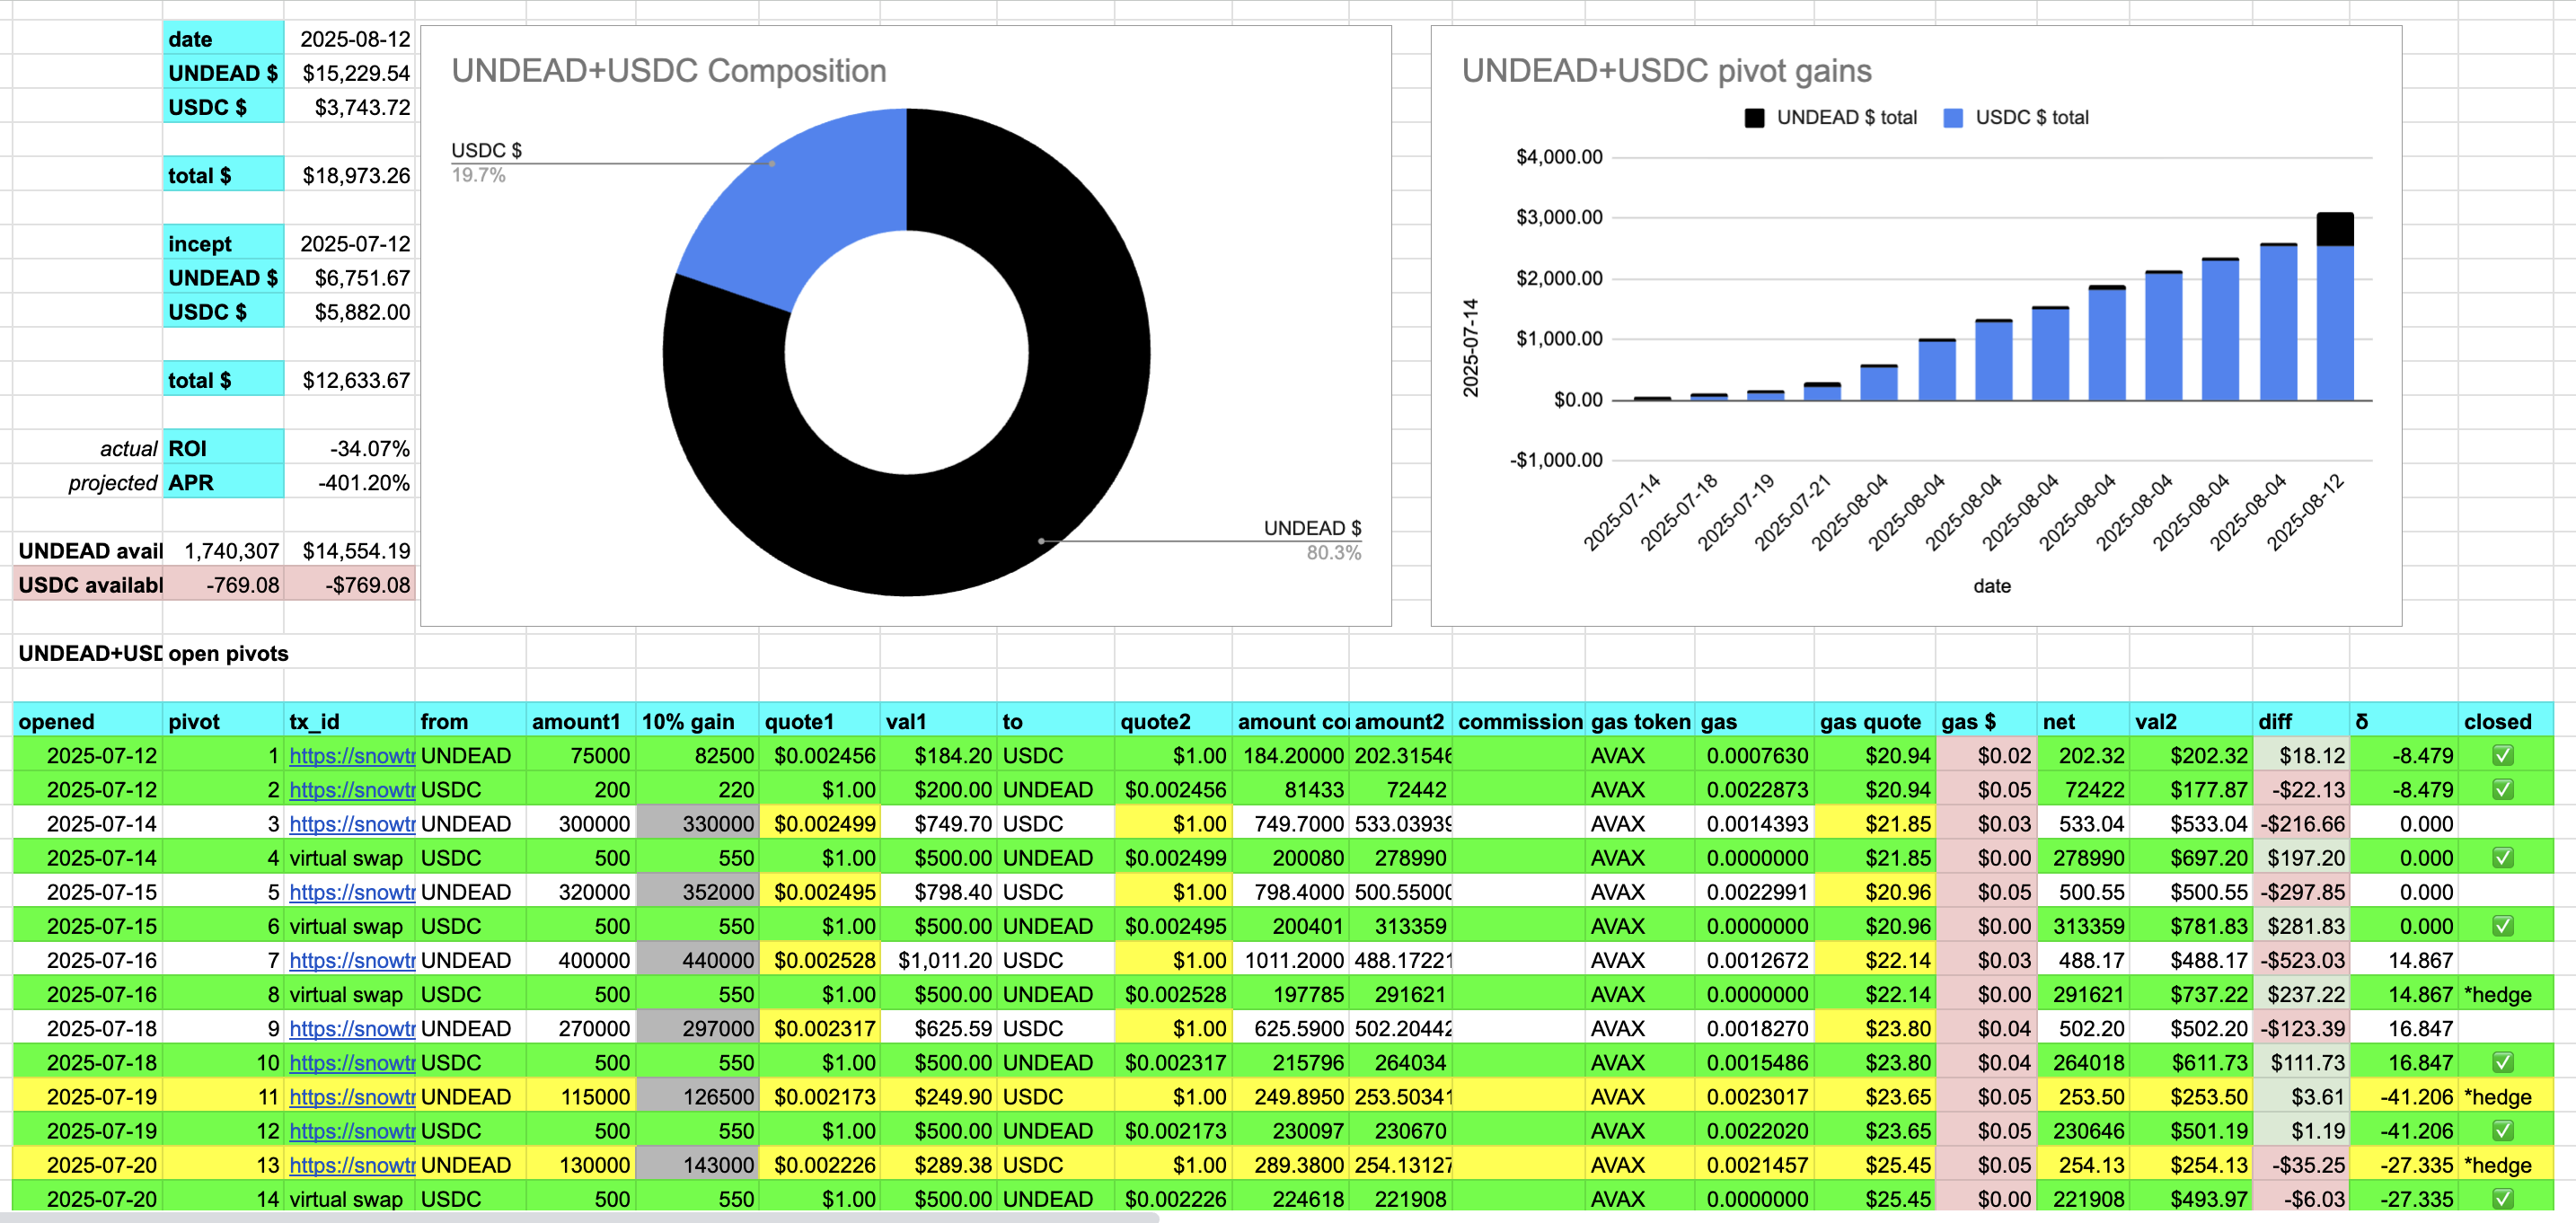 date 2025-08-12
UNDEAD $ $15,229.54
USDC $ $3,743.72
total $ $18,973.26
incept 2025-07-12
UNDEAD $ $6,751.67
USDC $ $5,882.00
total $ $12,633.67
actual ROI -34.07%
projected APR -401.20%
UNDEAD avail 1,740,307 $14,554.19
USDC availabl -769.08 -$769.08
UNDEAD+USDC Composition
USDC $
19.7%
UNDEAD $
80.3%
UNDEAD+USDC pivot gains
UNDEAD $ total USDC $ total
$4,000.00
$3,000.00
$2,000.00
$1,000.00
$0.00
-$1,000.00
2025-07-14
2025-07-14 2025-07-18 2025-07-19 2025-07-21 2025-08-04 2025-08-04 2025-08-04 2025-08-04 2025-08-04 2025-08-04 2025-08-04 2025-08-04 2025-08-12
date
UNDEAD+USD open pivots
opened pivot tx_id from amount1 10% gain quote1 val1 to quote2 amount co amount2 commission gas token gas gas quote gas $ net val2 diff δ closed
2025-07-12 1 https://snowtr UNDEAD 75000 82500 $0.002456 $184.20 USDC $1.00 184.20000 202.31546 AVAX 0.0007630 $20.94 $0.02 202.32 $202.32 $18.12 -8.479 ✅
2025-07-12 2 https://snowtr USDC 200 220 $1.00 $200.00 UNDEAD $0.002456 81433 72442 AVAX 0.0022873 $20.94 $0.05 72422 $177.87 -$22.13 -8.479 ✅
2025-07-14 3 https://snowtr UNDEAD 300000 330000 $0.002499 $749.70 USDC $1.00 749.7000 533.03939 AVAX 0.0014393 $21.85 $0.03 533.04 $533.04 -$216.66 0.000
2025-07-14 4 virtual swap USDC 500 550 $1.00 $500.00 UNDEAD $0.002499 200080 278990 AVAX 0.0000000 $21.85 $0.00 278990 $697.20 $197.20 0.000 ✅
2025-07-15 5 https://snowtr UNDEAD 320000 352000 $0.002495 $798.40 USDC $1.00 798.4000 500.55000 AVAX 0.0022991 $20.96 $0.05 500.55 $500.55 -$297.85 0.000
2025-07-15 6 virtual swap USDC 500 550 $1.00 $500.00 UNDEAD $0.002495 200401 313359 AVAX 0.0000000 $20.96 $0.00 313359 $781.83 $281.83 0.000 ✅
2025-07-16 7 https://snowtr UNDEAD 400000 440000 $0.002528 $1,011.20 USDC $1.00 1011.2000 488.17221 AVAX 0.0012672 $22.14 $0.03 488.17 $488.17 -$523.03 14.867
2025-07-16 8 virtual swap USDC 500 550 $1.00 $500.00 UNDEAD $0.002528 197785 291621 AVAX 0.0000000 $22.14 $0.00 291621 $737.22 $237.22 14.867 *hedge
2025-07-18 9 https://snowtr UNDEAD 270000 297000 $0.002317 $625.59 USDC $1.00 625.5900 502.20442 AVAX 0.0018270 $23.80 $0.04 502.20 $502.20 -$123.39 16.847
2025-07-18 10 https://snowtr USDC 500 550 $1.00 $500.00 UNDEAD $0.002317 215796 264034 AVAX 0.0015486 $23.80 $0.04 264018 $611.73 $111.73 16.847 ✅
2025-07-19 11 https://snowtr UNDEAD 115000 126500 $0.002173 $249.90 USDC $1.00 249.8950 253.50341 AVAX 0.0023017 $23.65 $0.05 253.50 $253.50 $3.61 -41.206 *hedge
2025-07-19 12 https://snowtr USDC 500 550 $1.00 $500.00 UNDEAD $0.002173 230097 230670 AVAX 0.0022020 $23.65 $0.05 230646 $501.19 $1.19 -41.206 ✅
2025-07-20 13 https://snowtr UNDEAD 130000 143000 $0.002226 $289.38 USDC $1.00 289.3800 254.13127 AVAX 0.0021457 $25.45 $0.05 254.13 $254.13 -$35.25 -27.335 *hedge
2025-07-20 14 virtual swap USDC 500 550 $1.00 $500.00 UNDEAD $0.002226 224618 221908 AVAX 0.0000000 $25.45 $0.00 221908 $493.97 -$6.03 -27.335 ✅